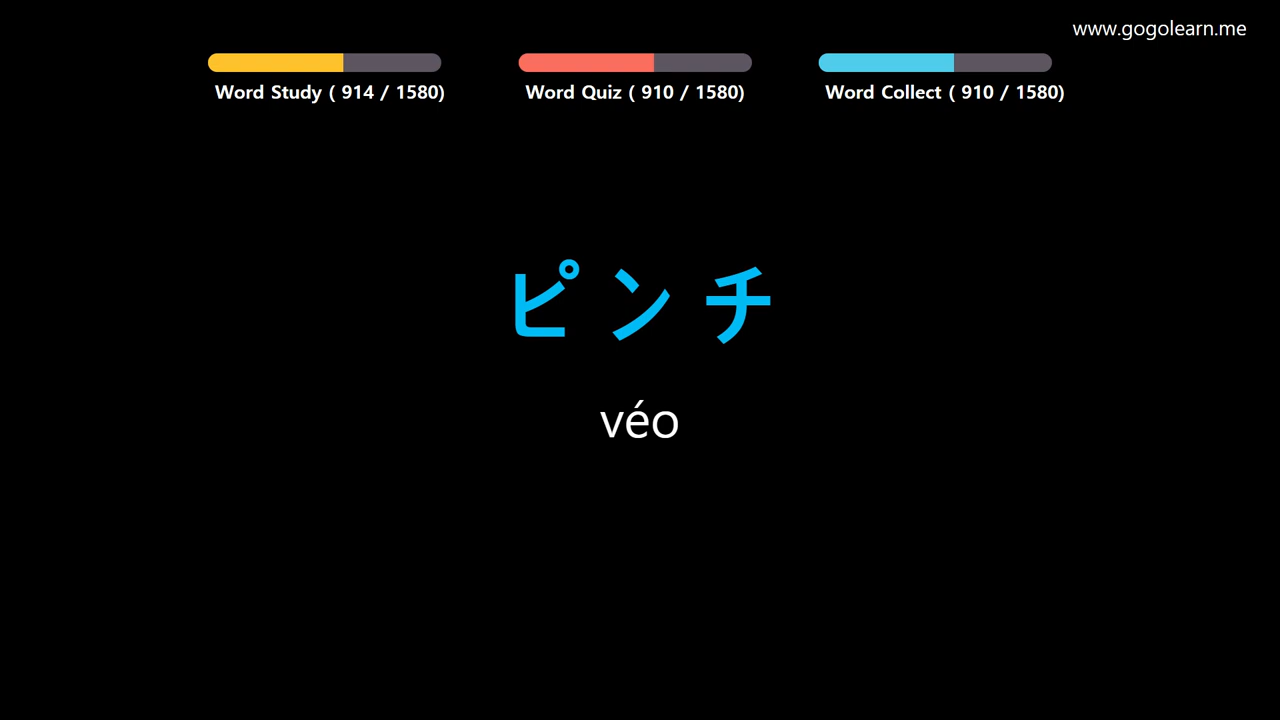 www.gogolearn.me
Word Study ( 914 / 1580)
Word Quiz ( 910 / 1580)
Word Collect ( 910 / 1580)
ピンチ
véo